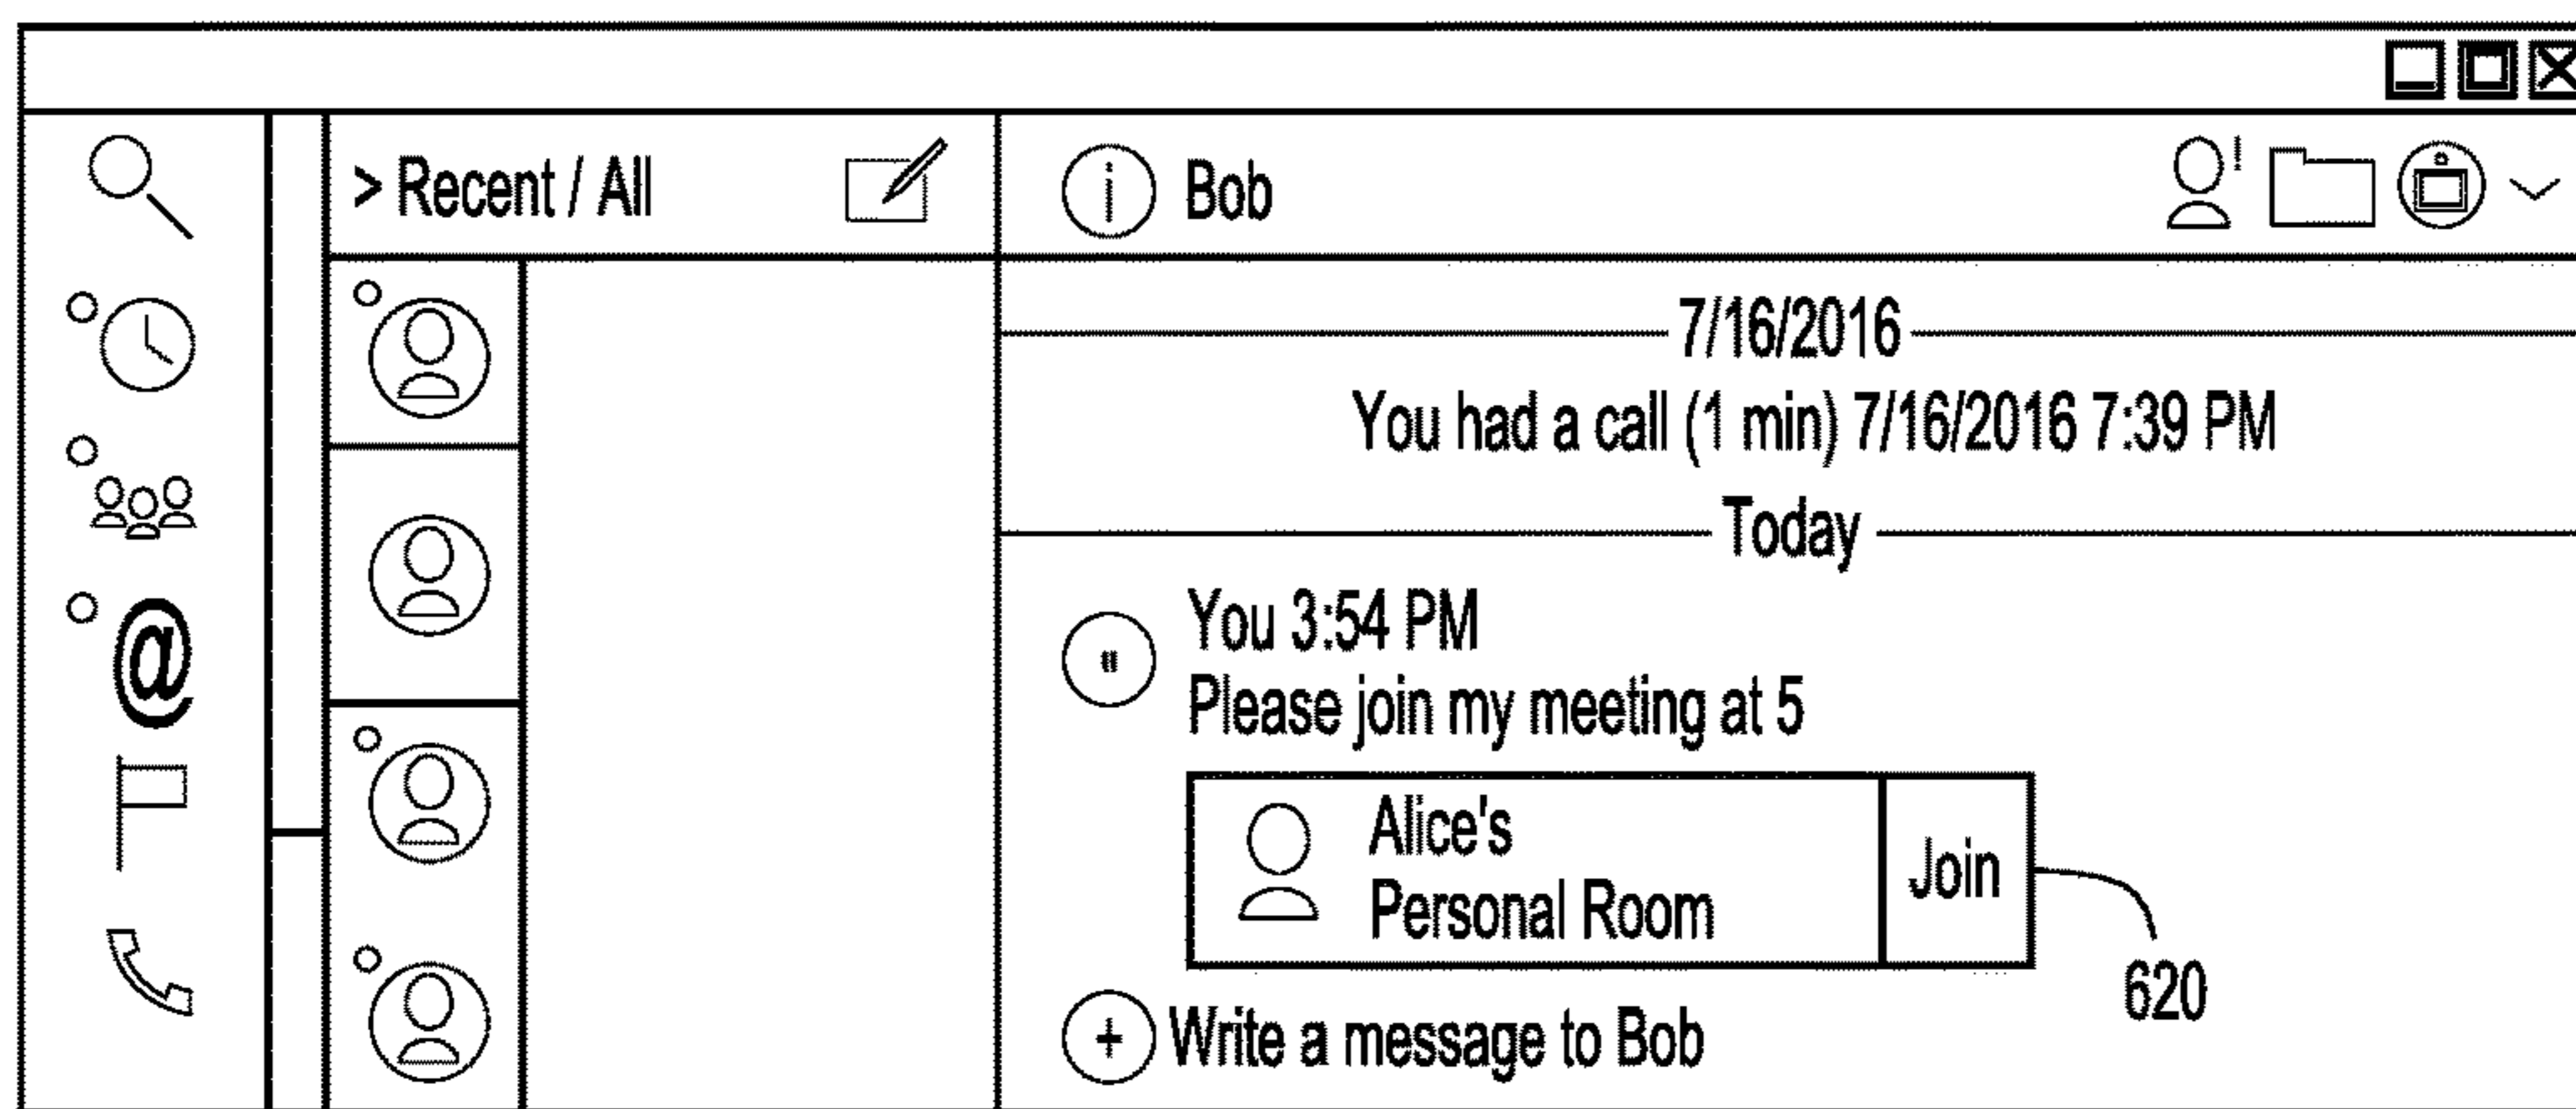 > Recent / All
Bob
7/16/2016
You had a call (1 min) 7/16/2016 7:39 PM
Today
You 3:54 PM
Please join my meeting at 5
Alice's
Personal Room
Join
620
Write a message to Bob
@